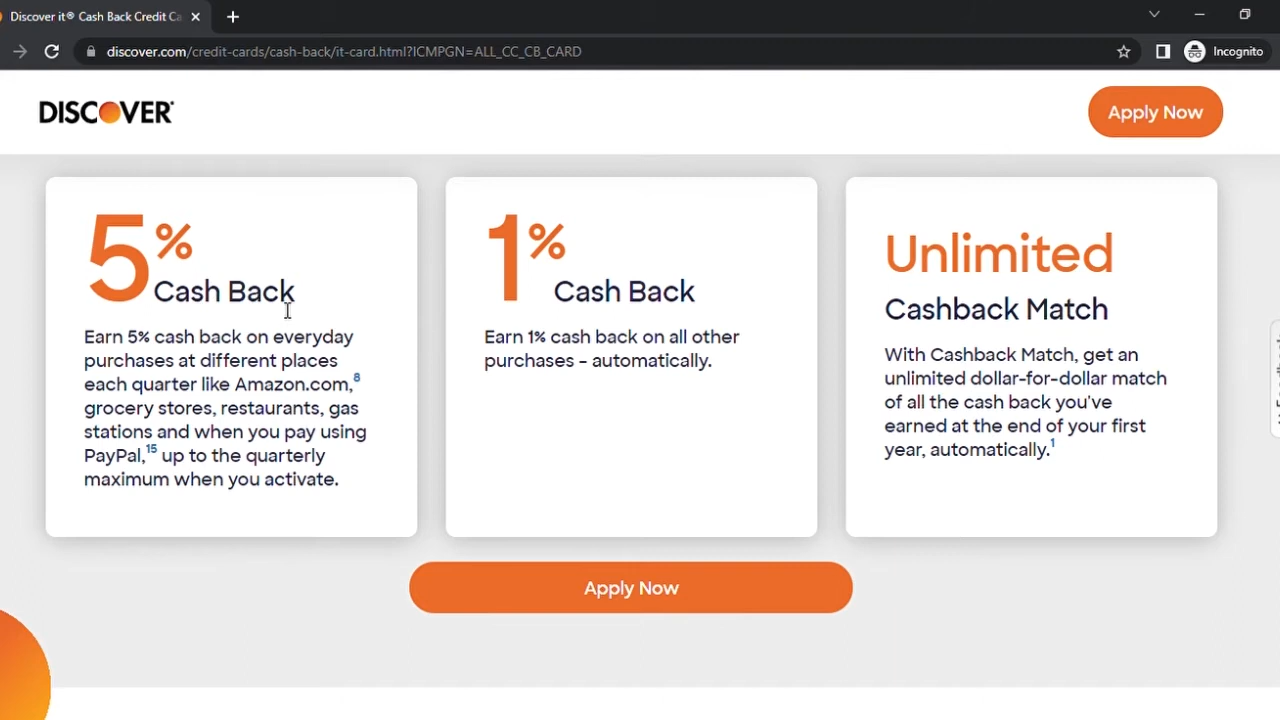 Discover it® Cash Back Credit Ca
discover.com/credit-cards/cash-back/it-card.html?ICMPGN=ALL_CC_CB_CARD
Incognito
DISCOVER
Apply Now
5%
Cash Back
Earn 5% cash back on everyday
purchases at different places
each quarter like Amazon.com,8
grocery stores, restaurants, gas
stations and when you pay using
PayPal,15 up to the quarterly
maximum when you activate.
1%
Cash Back
Earn 1% cash back on all other
purchases – automatically.
Unlimited
Cashback Match
With Cashback Match, get an
unlimited dollar-for-dollar match
of all the cash back you've
earned at the end of your first
year, automatically.1
Apply Now